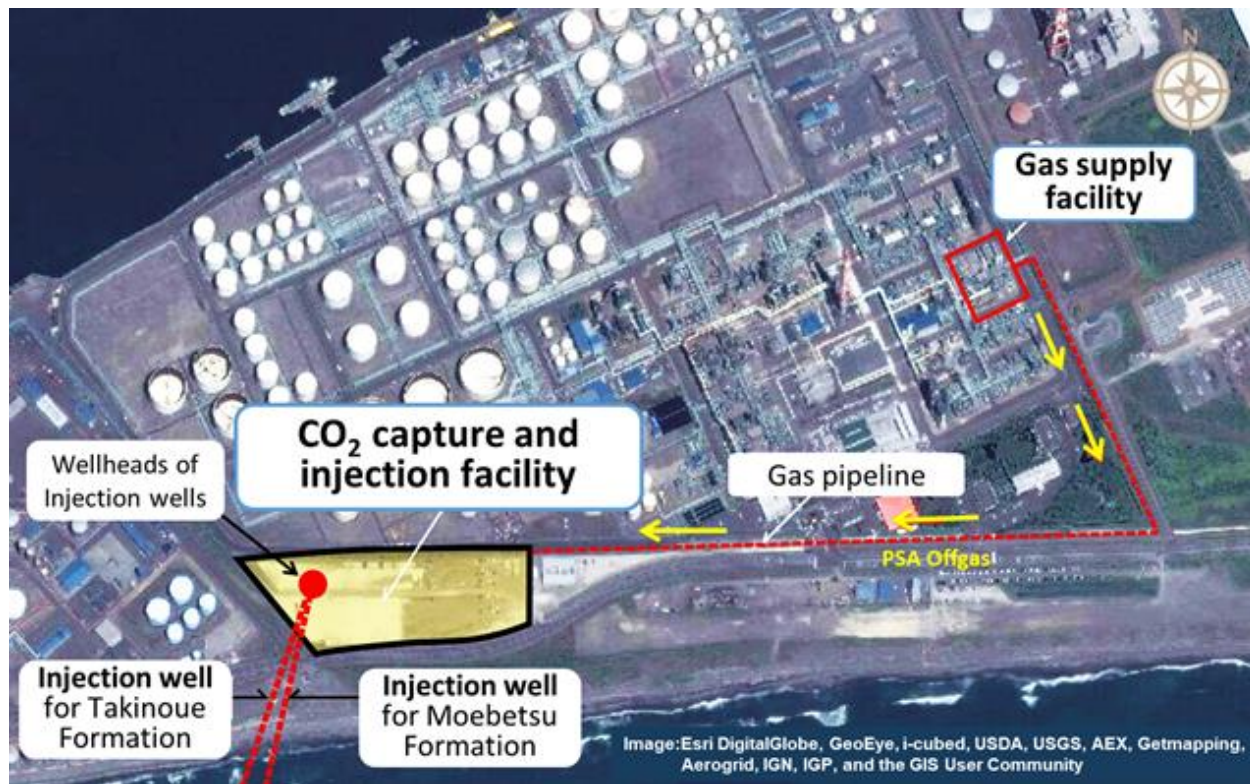 N
Gas supply
facility
CO₂ capture and
injection facility
Wellheads of
Injection wells
Gas pipeline
PSA Offgas
Injection well
for Takinoue
Formation
Injection well
for Moebetsu
Formation
Image:Esri DigitalGlobe, GeoEye, i-cubed, USDA, USGS, AEX, Getmapping,
Aerogrid, IGN, IGP, and the GIS User Community